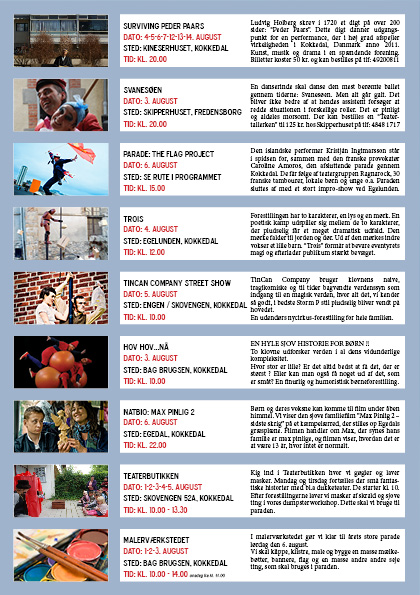 SURVIVING PEDER PAARS
DATO: 4-5-6-7-12-13-14. AUGUST
STED: KINESERHUSET, KOKKEDAL
TID: KL. 20.00
Ludvig Holberg skrev i 1720 et digt på over 200
sider: "Peder Paars". Dette digt danner udgangs-
punkt for en performance, der i høj grad afspejler
virkeligheden i Kokkedal, Danmark anno 2011.
Kunst, musik og drama i en spændende forening.
Billetter koster 50 kr. og kan bestilles på tlf: 49200811
SVANESØEN
DATO: 3. AUGUST
STED: SKIPPERHUSET, FREDENSBORG
TID: KL. 20.00
En danserinde skal danse den mest berømte ballet
gennem tiderne: Svanesøen. Men alt går galt. Det
bliver ikke bedre af at hendes assistent forsøger at
redde situationen i forskellige roller. Det er pinligt
og aldeles morsomt. Der kan bestilles en "Teater-
tallerken" til 125 kr. hos Skipperhuset på tlf: 4848 1717
PARADE: THE FLAG PROJECT
DATO: 6. AUGUST
STED: SE RUTE I PROGRAMMET
TID: KL. 15.00
Den islandske performer Kristján Ingimarsson står
i spidsen for, sammen med den franske provokatør
Caroline Amoros, den afsluttende parade gennem
Kokkedal. De får følge af teatergruppen Ragnarock, 30
franske tambourer, lokale børn og unge o.a. Paraden
sluttes af med et stort impro-show ved Egelunden.
TROIS
DATO: 4. AUGUST
STED: EGELUNDEN, KOKKEDAL
TID: KL. 12.00
Forestillingen har to karakterer, en lys og en mørk. En
poetisk kamp udspiller sig mellem de to karakterer,
der pludselig får et meget dramatisk udfald. Den
mørke falder til jorden og dør. Ud af den mørkes indre
vokser et lille barn. "Trois" formår at bevare eventyrets
magi og efterlader publikum stærkt bevæget.
TINCAN COMPANY STREET SHOW
DATO: 5. AUGUST
STED: ENGEN / SKOVENGEN, KOKKEDAL
TID: KL. 10.00
TinCan Company bruger klovnens naive,
tragikomiske og til tider bagvendte verdenssyn som
indgang til en magisk verden, hvor alt det, vi kender
så godt, i bedste Storm P stil pludselig bliver vendt på
hovedet.
En udendørs nycirkus-forestilling for hele familien.
HOV HOV...NÅ
DATO: 3. AUGUST
STED: BAG BRUGSEN, KOKKEDAL
TID: KL. 10.00
EN HYLE SJOV HISTORIE FOR BØRN !!
To klovne udforsker verden i al dens vidunderlige
kompleksitet.
Hvor stor er lille? Er det altid bedst at få det, der er
størst ? Eller kan man også få noget ud af det, som
er småt? En finurlig og humoristisk børneforestilling.
NATBIO: MAX PINLIG 2
DATO: 6. AUGUST
STED: EGEDAL, KOKKEDAL
TID: KL. 22.00
Børn og deres voksne kan komme til film under åben
himmel. Vi viser den sjove familiefilm "Max Pinlig 2 –
sidste skrig" på et kæmpelærred, der stilles op Egedals
græsplæne. Filmen handler om Max, der synes hans
familie er max pinlige, og filmen viser, hvordan det er
at være 13 år, hvor intet er normalt.
TEATERBUTIKKEN
DATO: 1-2-3-4-5. AUGUST
STED: SKOVENGEN 52A, KOKKEDAL
TID: KL. 10.00 - 13.30
Kig ind i Teaterbutikken hvor vi gøgler og laver
masker. Mandag og tirsdag fortælles der små fantas-
tiske historier med bl.a dukketeater. De starter kl. 10.
Efter forestillingerne laver vi masker af skrald og sjove
ting i vores dumpsterworkshop. Dette skal vi bruge til
paraden.
MALERVÆRKSTEDET
DATO: 1-2-3. AUGUST
STED: BAG BRUGSEN, KOKKEDAL
TID: KL. 10.00 - 14.00 onsdag fra kl. 11.00
I malerværkstedet gør vi klar til årets store parade
lørdag den 6. august.
Vi skal klippe, klistre, male og bygge en masse mælke-
bøtter, bannere, flag og en masse andre andre seje
ting, som skal bruges i paraden.